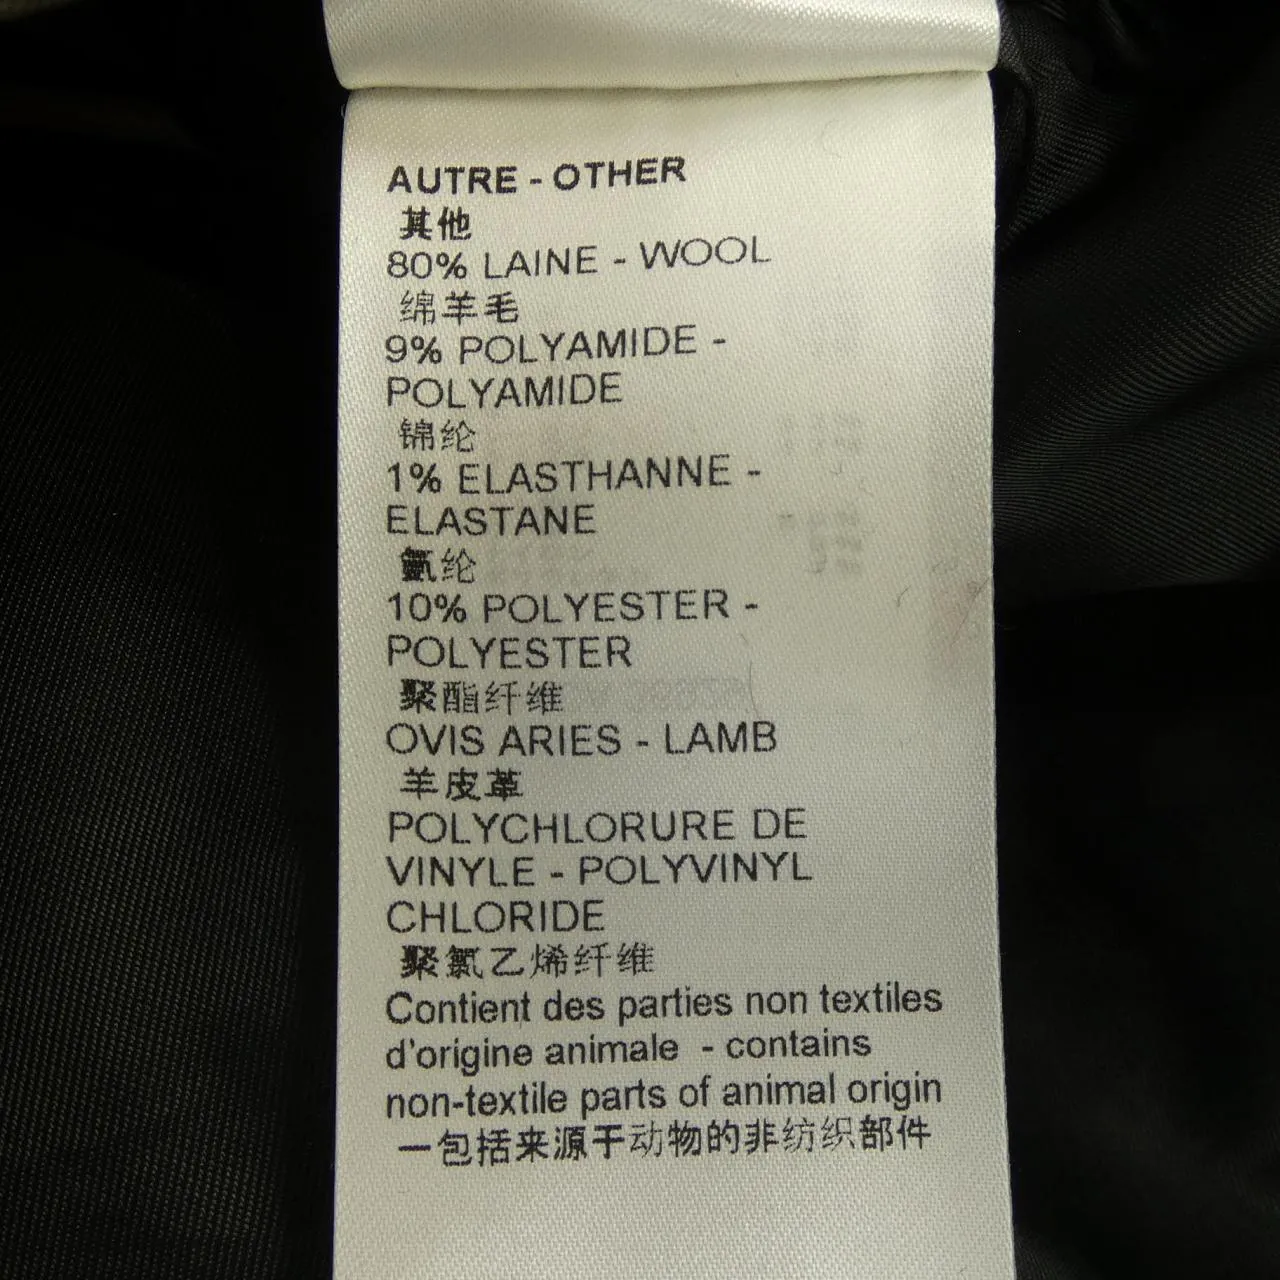 AUTRE - OTHER
其他
80% LAINE - WOOL
绵羊毛
9% POLYAMIDE -
POLYAMIDE
锦纶
1% ELASTHANNE -
ELASTANE
氨纶
10% POLYESTER -
POLYESTER
聚酯纤维
OVIS ARIES - LAMB
羊皮革
POLYCHLORURE DE
VINYLE - POLYVINYL
CHLORIDE
聚氯乙烯纤维
Contient des parties non textiles
d'origine animale - contains
non-textile parts of animal origin
一包括来源于动物的非纺织部件